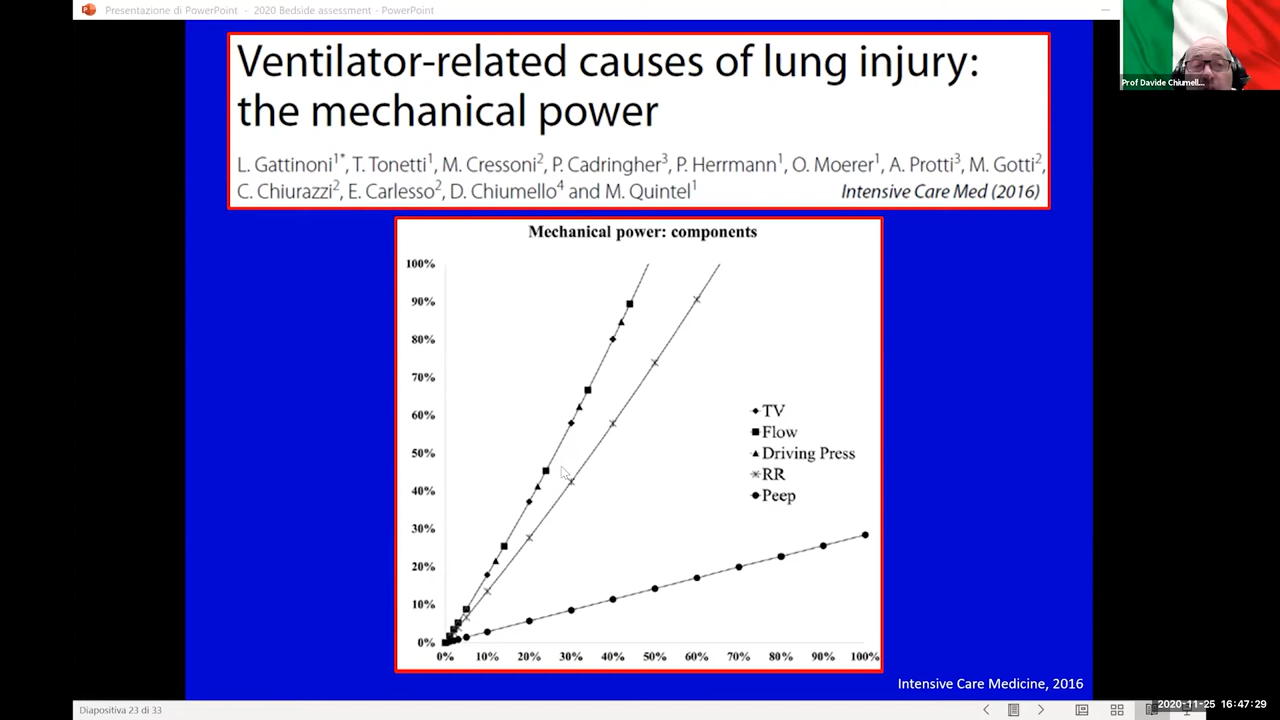 Presentazione di PowerPoint - 2020 Bedside assessment - PowerPoint
Prof Davide Chiumell...
Ventilator-related causes of lung injury:
the mechanical power
L. Gattinoni1*, T. Tonetti1, M. Cressoni2, P. Cadringher3, P. Herrmann1, O. Moerer1, A. Protti3, M. Gotti2,
C. Chiurazzi2, E. Carlesso2, D. Chiumello4 and M. Quintel1 Intensive Care Med (2016)
Mechanical power: components
100%
90%
80%
70%
60%
50%
40%
30%
20%
10%
0%
TV
Flow
Driving Press
RR
Peep
0% 10% 20% 30% 40% 50% 60% 70% 80% 90% 100%
Intensive Care Medicine, 2016
Diapositiva 23 di 33
2020-11-25 16:47:29